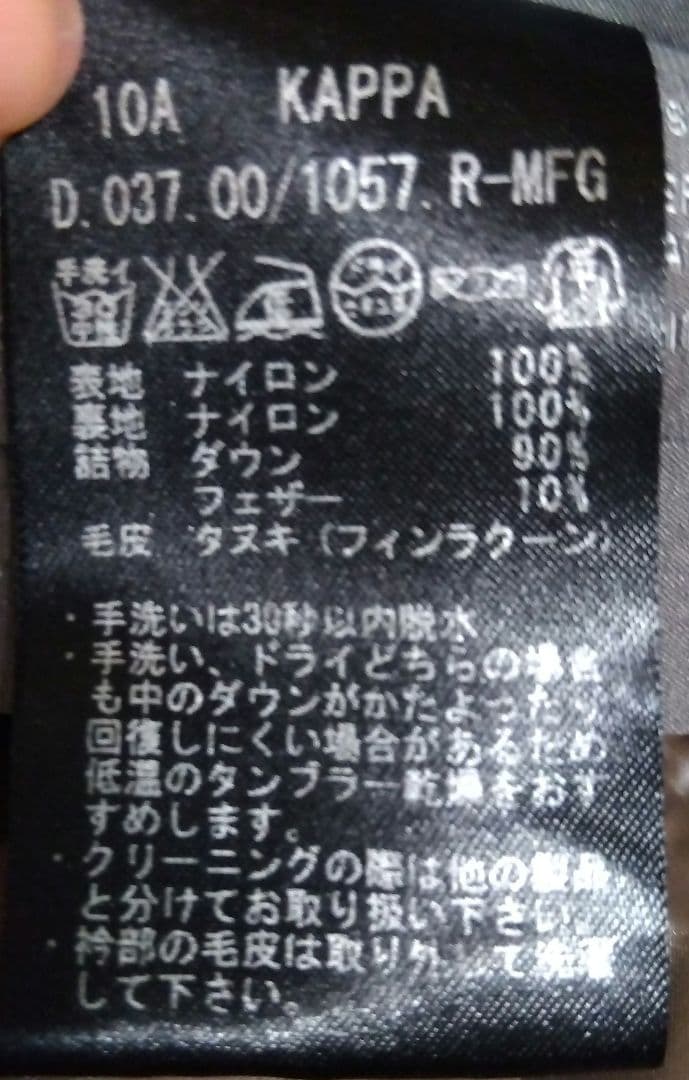 10A KAPPA
D.037.00/1057.R-MFG
手洗イ
ドライ
表地 ナイロン 100%
裏地 ナイロン 100%
詰物 ダウン 90%
フェザー 10%
毛皮 タヌキ(フィンラクーン)
・手洗いは30秒以内脱水
・手洗い、ドライどちらの場合
も中のダウンがかたよったり
回復しにくい場合があるため
低温のタンブラー乾燥をおす
すめします。
・クリーニングの際は他の製品
と分けてお取り扱い下さい。
・衿部の毛皮は取り外して洗濯
して下さい。